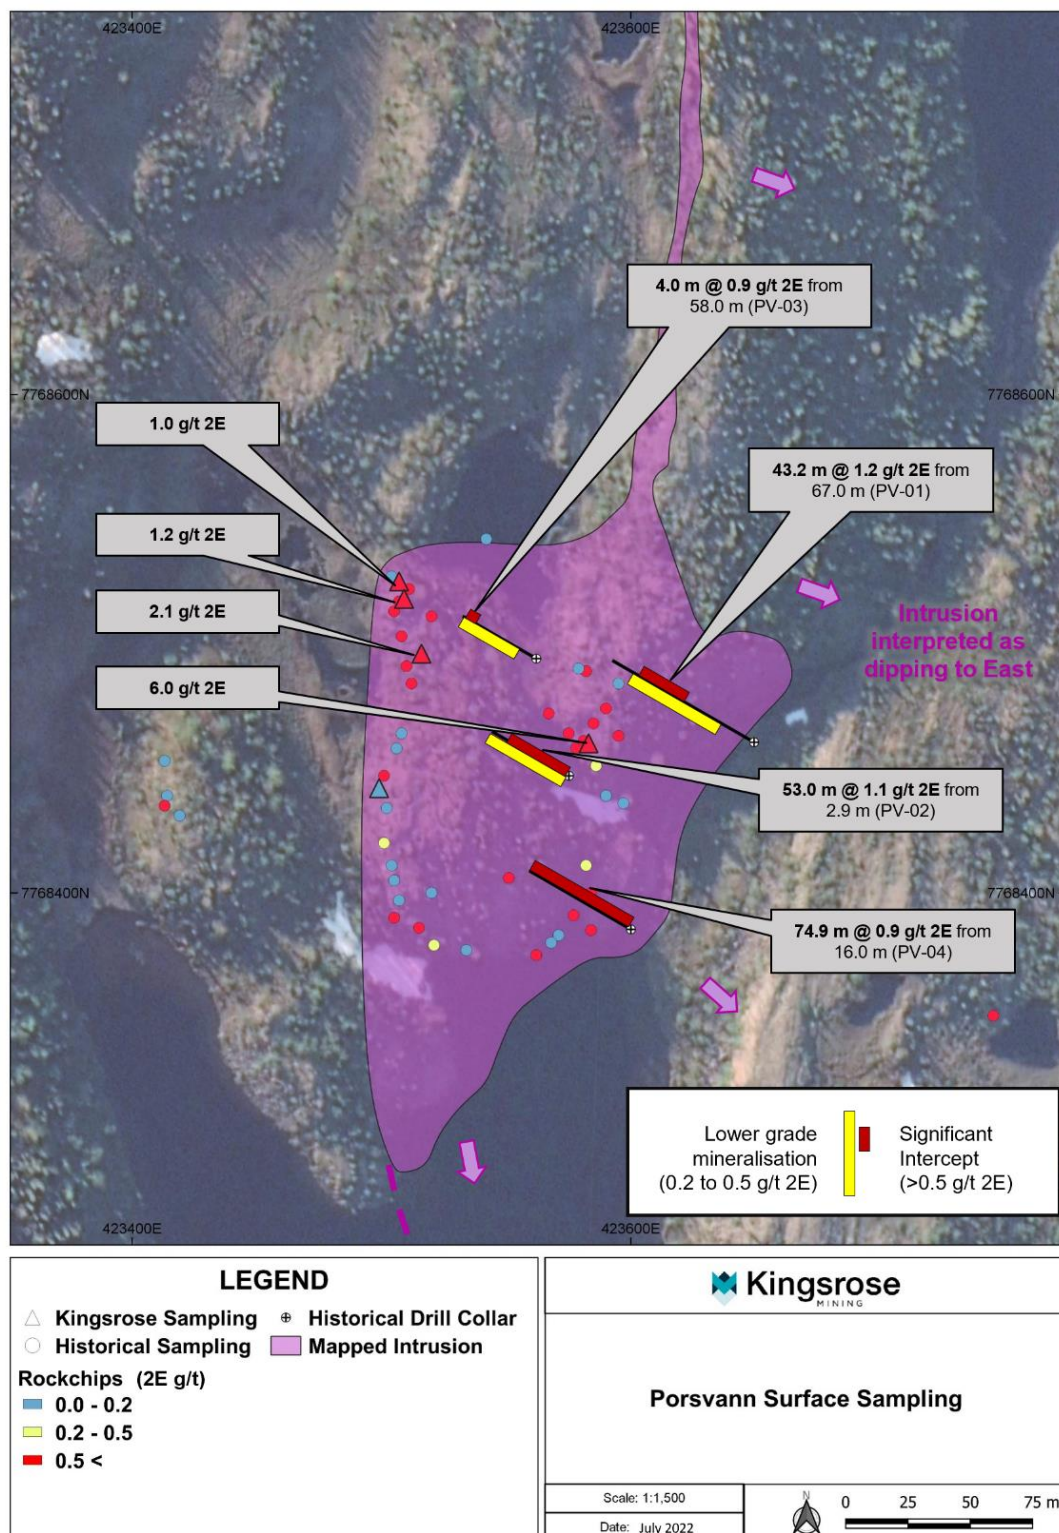 423400E
423600E
4.0 m @ 0.9 g/t 2E from
58.0 m (PV-03)
7768600N
7768600N
1.0 g/t 2E
43.2 m @ 1.2 g/t 2E from
67.0 m (PV-01)
1.2 g/t 2E
2.1 g/t 2E
Intrusion
interpreted as
dipping to East
6.0 g/t 2E
53.0 m @ 1.1 g/t 2E from
2.9 m (PV-02)
7768400N
7768400N
74.9 m @ 0.9 g/t 2E from
16.0 m (PV-04)
Lower grade
mineralisation
(0.2 to 0.5 g/t 2E)
Significant
Intercept
(>0.5 g/t 2E)
423400E
423600E
LEGEND
Kingsrose Sampling
Historical Drill Collar
Historical Sampling
Mapped Intrusion
Rockchips (2E g/t)
0.0 - 0.2
0.2 - 0.5
0.5 <
Kingsrose
MINING
Porsvann Surface Sampling
Scale: 1:1,500
Date: July 2022
N
0 25 50 75 m